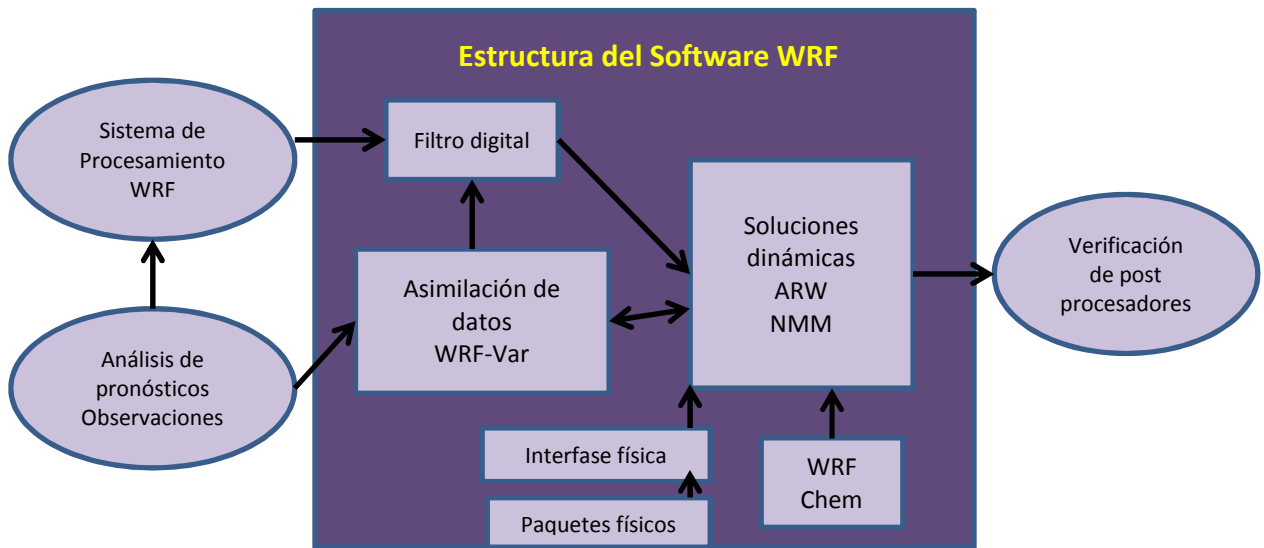 Estructura del Software WRF
Sistema de
Procesamiento
WRF
Filtro digital
Soluciones
dinámicas
ARW
NMM
Verificación
de post
procesadores
Asimilación de
datos
WRF-Var
Análisis de
pronósticos
Observaciones
Interfase física
WRF
Chem
Paquetes físicos